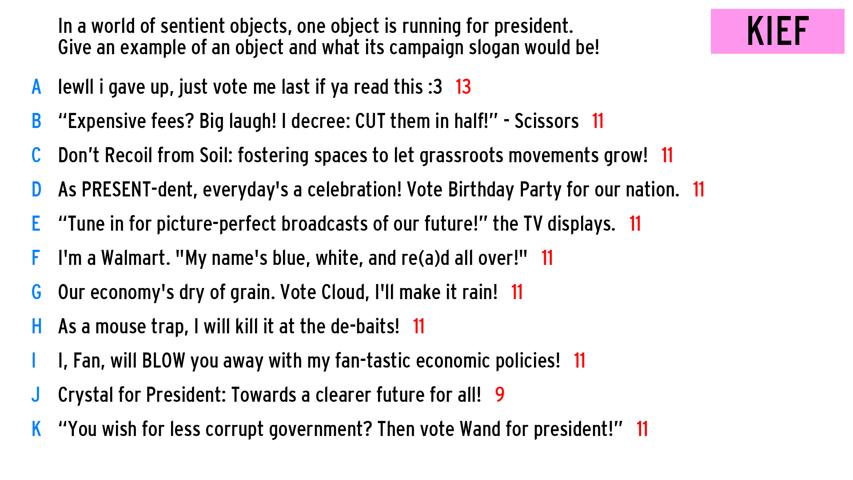 In a world of sentient objects, one object is running for president.
Give an example of an object and what its campaign slogan would be!
KIEF
A lewll i gave up, just vote me last if ya read this :3 13
B “Expensive fees? Big laugh! I decree: CUT them in half!” - Scissors 11
C Don’t Recoil from Soil: fostering spaces to let grassroots movements grow! 11
D As PRESENT-dent, everyday's a celebration! Vote Birthday Party for our nation. 11
E “Tune in for picture-perfect broadcasts of our future!” the TV displays. 11
F I'm a Walmart. "My name's blue, white, and re(a)d all over!" 11
G Our economy's dry of grain. Vote Cloud, I'll make it rain! 11
H As a mouse trap, I will kill it at the de-baits! 11
I I, Fan, will BLOW you away with my fan-tastic economic policies! 11
J Crystal for President: Towards a clearer future for all! 9
K “You wish for less corrupt government? Then vote Wand for president!” 11